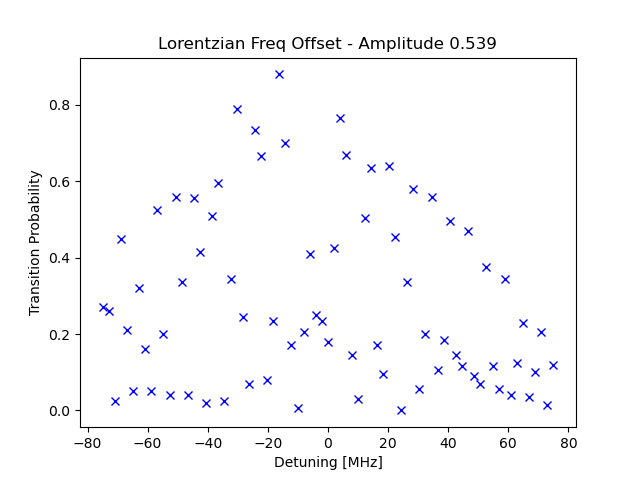 Lorentzian Freq Offset - Amplitude 0.539
Transition Probability
0.8
0.6
0.4
0.2
0.0
−80 −60 −40 −20 0 20 40 60 80
Detuning [MHz]